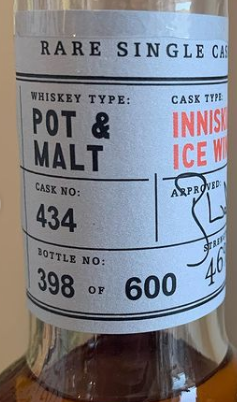 RARE SINGLE CAS
WHISKEY TYPE:
POT &
MALT
CASK TYPE:
INNISK
ICE WI
CASK NO:
434
APPROVED:
BOTTLE NO:
398 OF 600
STREN
46